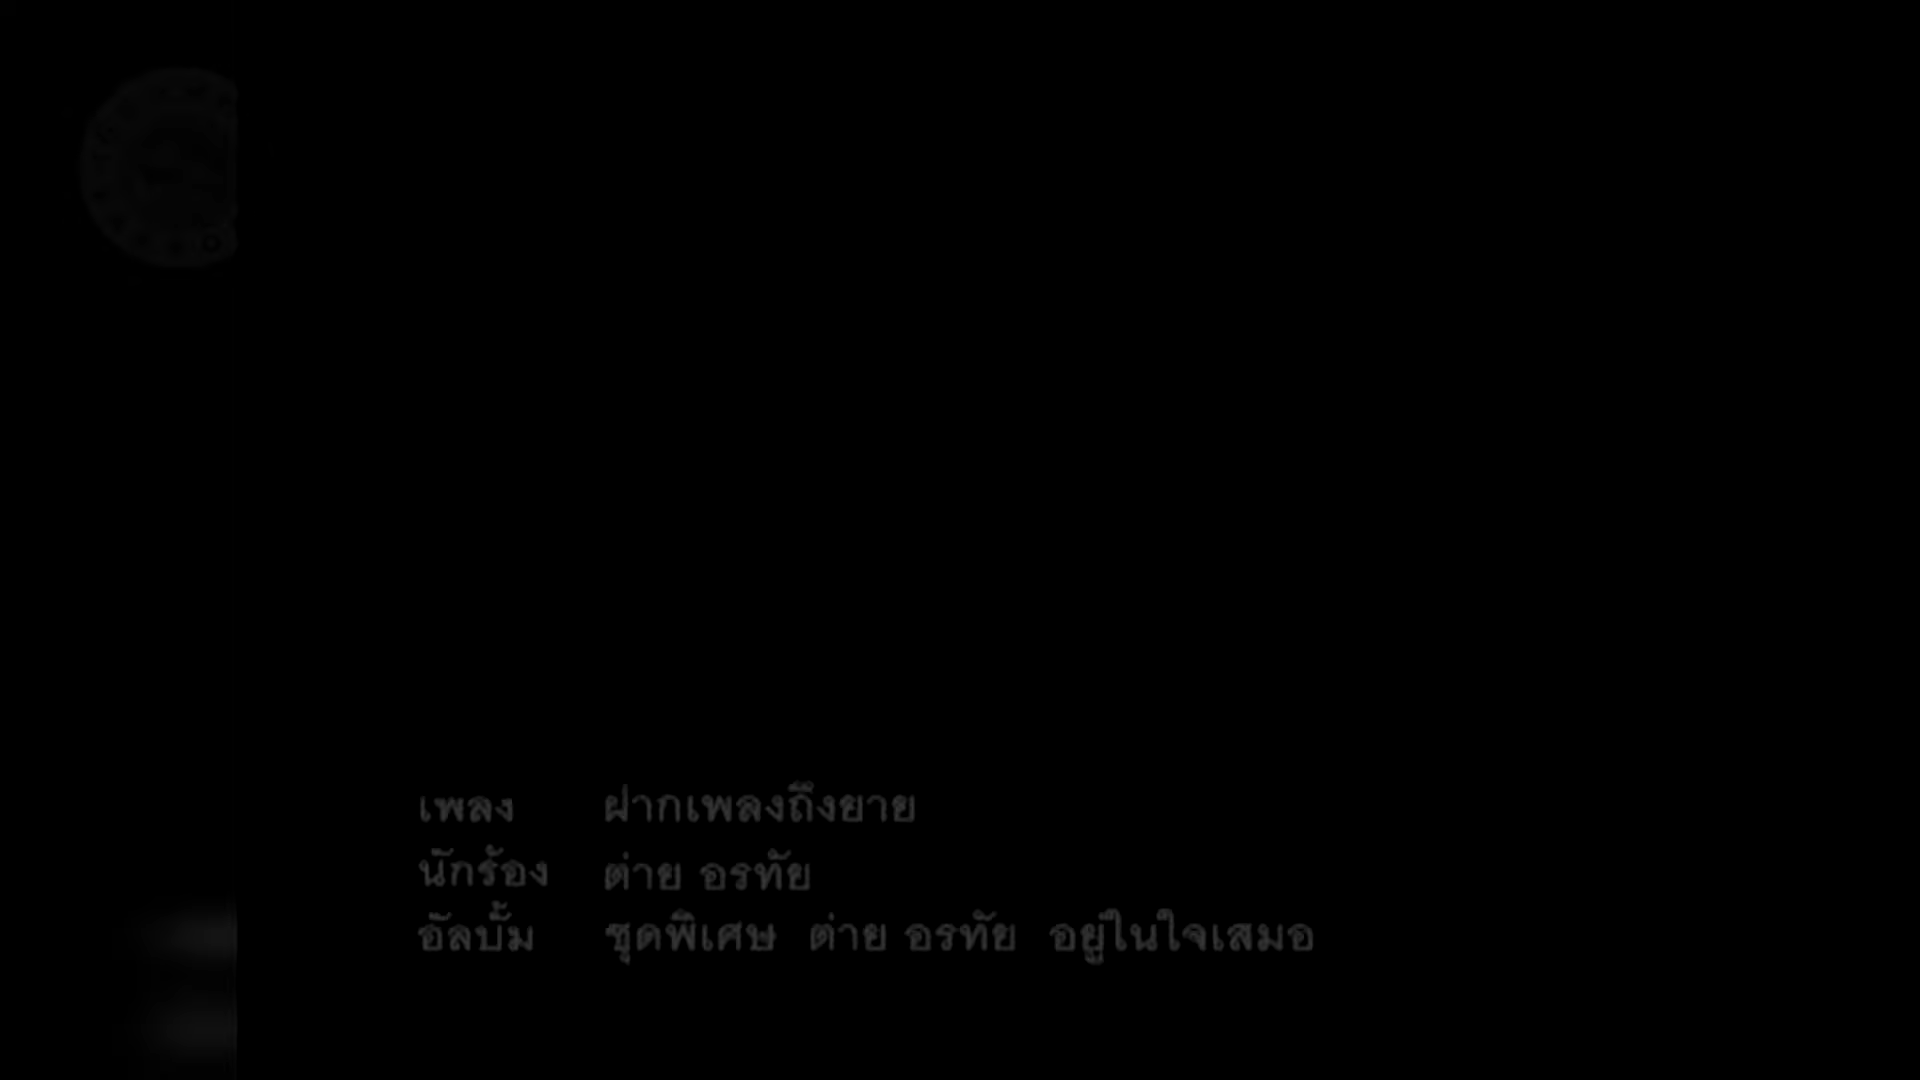 เพลง ฝากเพลงถึงยาย
นักร้อง ต่าย อรทัย
อัลบั้ม ชุดพิเศษ ต่าย อรทัย อยู่ในใจเสมอ